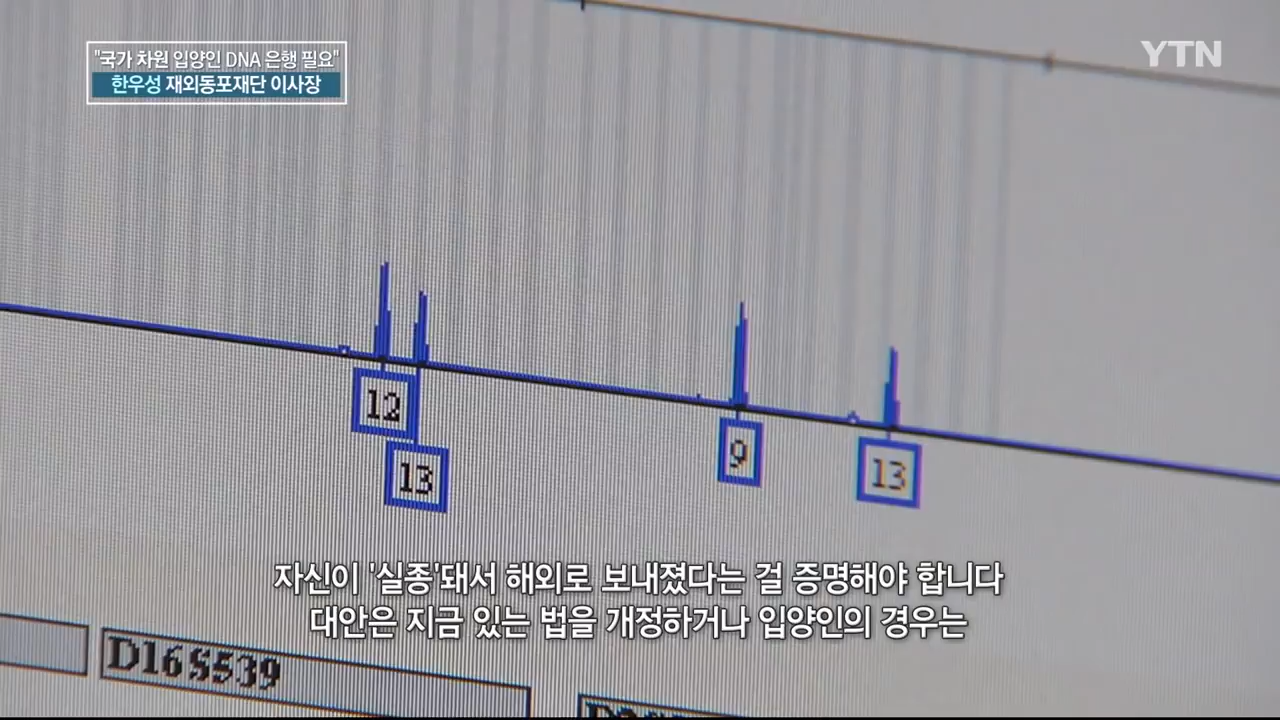 "국가 차원 입양인 DNA 은행 필요"
한우성 재외동포재단 이사장
YTN
12
13
9
13
자신이 '실종'돼서 해외로 보내졌다는 걸 증명해야 합니다
대안은 지금 있는 법을 개정하거나 입양인의 경우는
D16S539